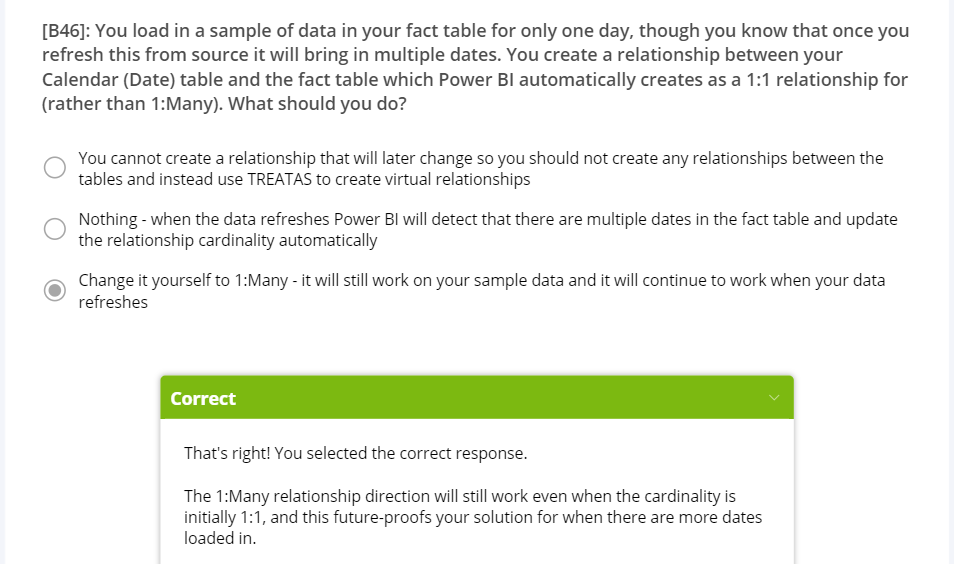 [B46]: You load in a sample of data in your fact table for only one day, though you know that once you
refresh this from source it will bring in multiple dates. You create a relationship between your
Calendar (Date) table and the fact table which Power BI automatically creates as a 1:1 relationship for
(rather than 1:Many). What should you do?
You cannot create a relationship that will later change so you should not create any relationships between the
tables and instead use TREATAS to create virtual relationships
Nothing - when the data refreshes Power BI will detect that there are multiple dates in the fact table and update
the relationship cardinality automatically
Change it yourself to 1:Many - it will still work on your sample data and it will continue to work when your data
refreshes
Correct
That's right! You selected the correct response.
The 1:Many relationship direction will still work even when the cardinality is
initially 1:1, and this future-proofs your solution for when there are more dates
loaded in.